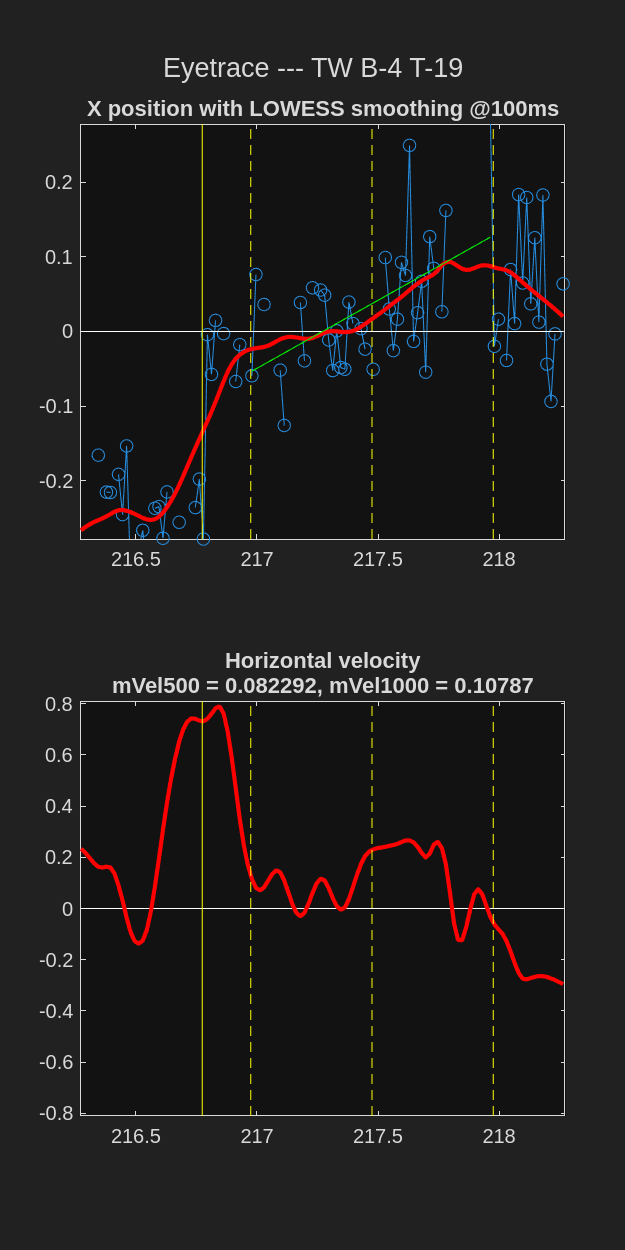 Eyetrace --- TW B-4 T-19
X position with LOWESS smoothing @100ms
0.2
0.1
0
-0.1
-0.2
216.5 217 217.5 218
Horizontal velocity
mVel500 = 0.082292, mVel1000 = 0.10787
0.8
0.6
0.4
0.2
0
-0.2
-0.4
-0.6
-0.8
216.5 217 217.5 218